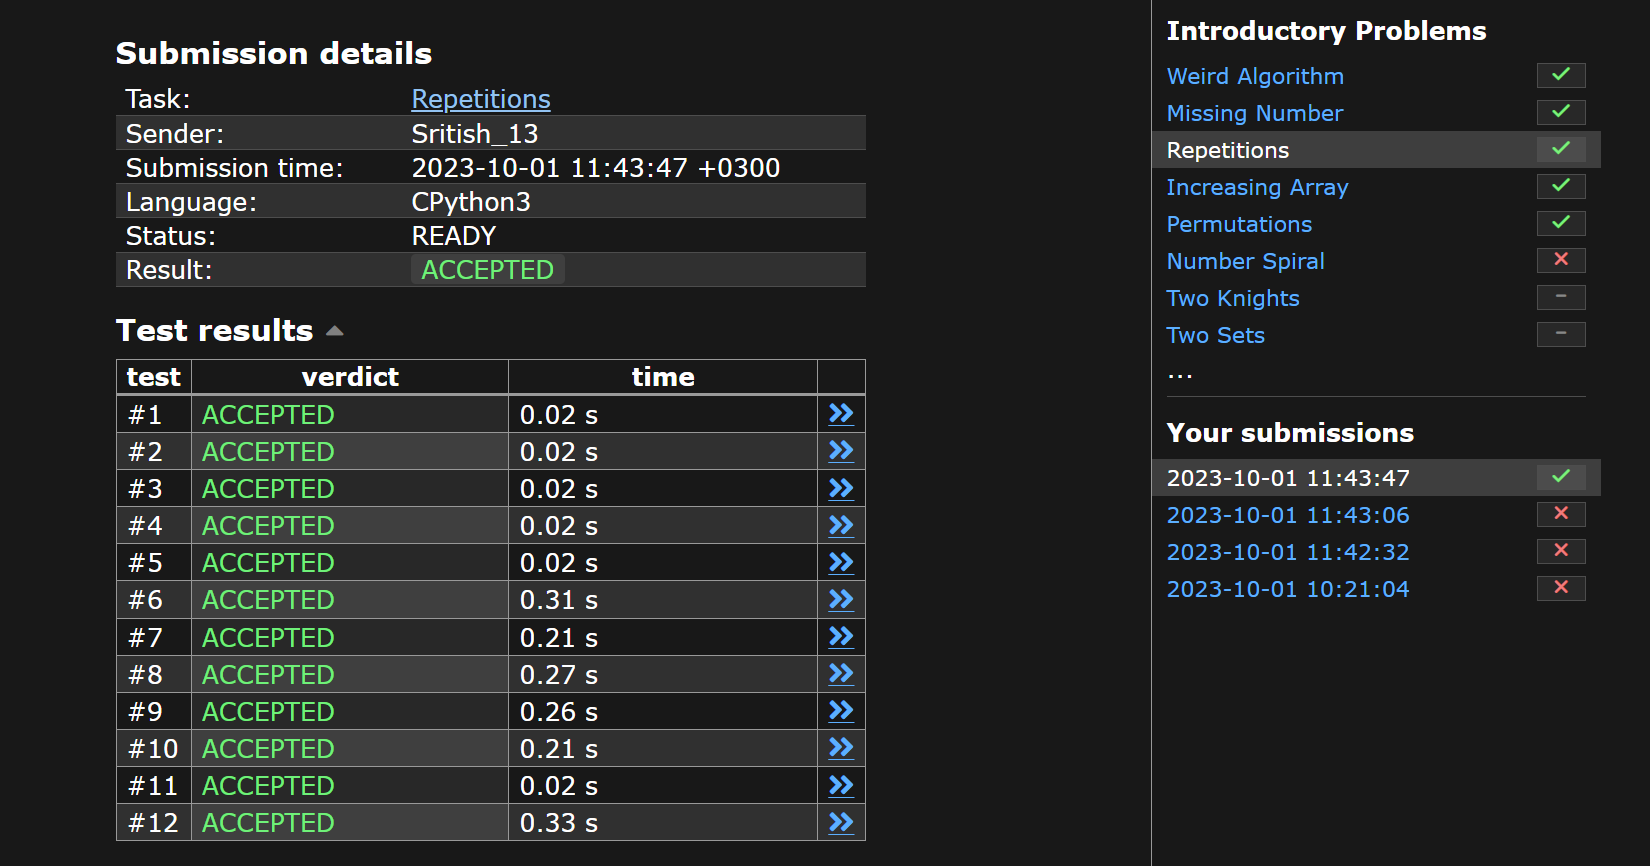 Submission details
Task: Repetitions
Sender: Sritish_13
Submission time: 2023-10-01 11:43:47 +0300
Language: CPython3
Status: READY
Result: ACCEPTED
Test results
test verdict time
#1 ACCEPTED 0.02 s
#2 ACCEPTED 0.02 s
#3 ACCEPTED 0.02 s
#4 ACCEPTED 0.02 s
#5 ACCEPTED 0.02 s
#6 ACCEPTED 0.31 s
#7 ACCEPTED 0.21 s
#8 ACCEPTED 0.27 s
#9 ACCEPTED 0.26 s
#10 ACCEPTED 0.21 s
#11 ACCEPTED 0.02 s
#12 ACCEPTED 0.33 s
Introductory Problems
Weird Algorithm
Missing Number
Repetitions
Increasing Array
Permutations
Number Spiral
Two Knights –
Two Sets –
...
Your submissions
2023-10-01 11:43:47
2023-10-01 11:43:06
2023-10-01 11:42:32
2023-10-01 10:21:04